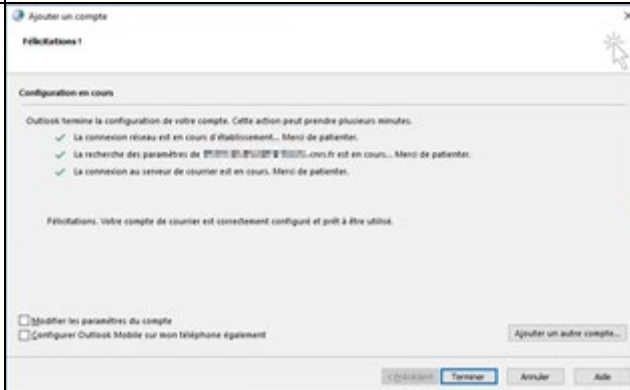 Ajouter un compte
Félicitations !
Configuration en cours
Outlook termine la configuration de votre compte. Cette action peut prendre plusieurs minutes.
La connexion réseau est en cours d'établissement... Merci de patienter.
La recherche des paramètres de cnrs.fr est en cours... Merci de patienter.
La connexion au serveur de courrier est en cours. Merci de patienter.
Félicitations. Votre compte de courrier est correctement configuré et prêt à être utilisé.
Modifier les paramètres du compte
Configurer Outlook Mobile sur mon téléphone également
Ajouter un autre compte...
< Précédent Terminer Annuler Aide